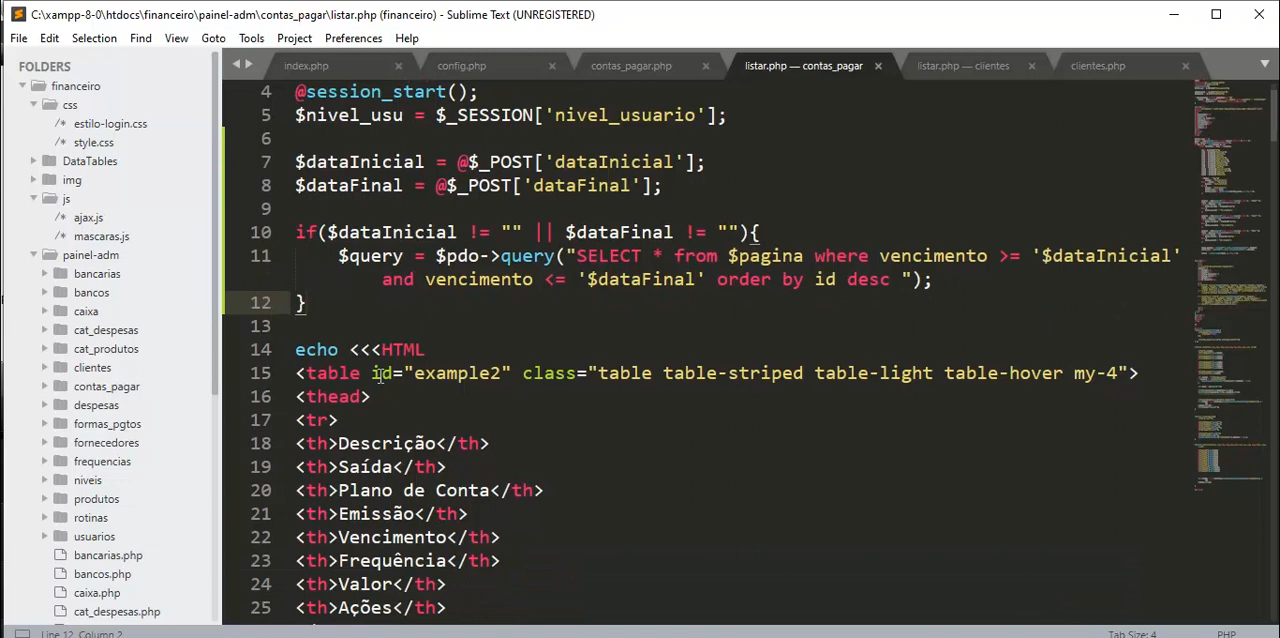 C:\xampp-8-0\htdocs\financeiro\painel-adm\contas_pagar\listar.php (financeiro) - Sublime Text (UNREGISTERED)
File Edit Selection Find View Goto Tools Project Preferences Help
FOLDERS
financeiro
css
estilo-login.css
style.css
DataTables
img
js
ajax.js
mascaras.js
painel-adm
bancarias
bancos
caixa
cat_despesas
cat_produtos
clientes
contas_pagar
despesas
formas_pgtos
fornecedores
frequencias
niveis
produtos
rotinas
usuarios
bancarias.php
bancos.php
caixa.php
cat_despesas.php
index.php config.php contas_pagar.php listar.php — contas_pagar listar.php — clientes clientes.php
4 @session_start();
5 $nivel_usu = $_SESSION['nivel_usuario'];
6
7 $dataInicial = @$_POST['dataInicial'];
8 $dataFinal = @$_POST['dataFinal'];
9
10 if($dataInicial != "" || $dataFinal != ""){
11 $query = $pdo->query("SELECT * from $pagina where vencimento >= '$dataInicial'
and vencimento <= '$dataFinal' order by id desc ");
12 }
13
14 echo <<<HTML
15 <table id="example2" class="table table-striped table-light table-hover my-4">
16 <thead>
17 <tr>
18 <th>Descrição</th>
19 <th>Saída</th>
20 <th>Plano de Conta</th>
21 <th>Emissão</th>
22 <th>Vencimento</th>
23 <th>Frequência</th>
24 <th>Valor</th>
25 <th>Ações</th>
Line 12, Column 2 Tab Size: 4 PHP